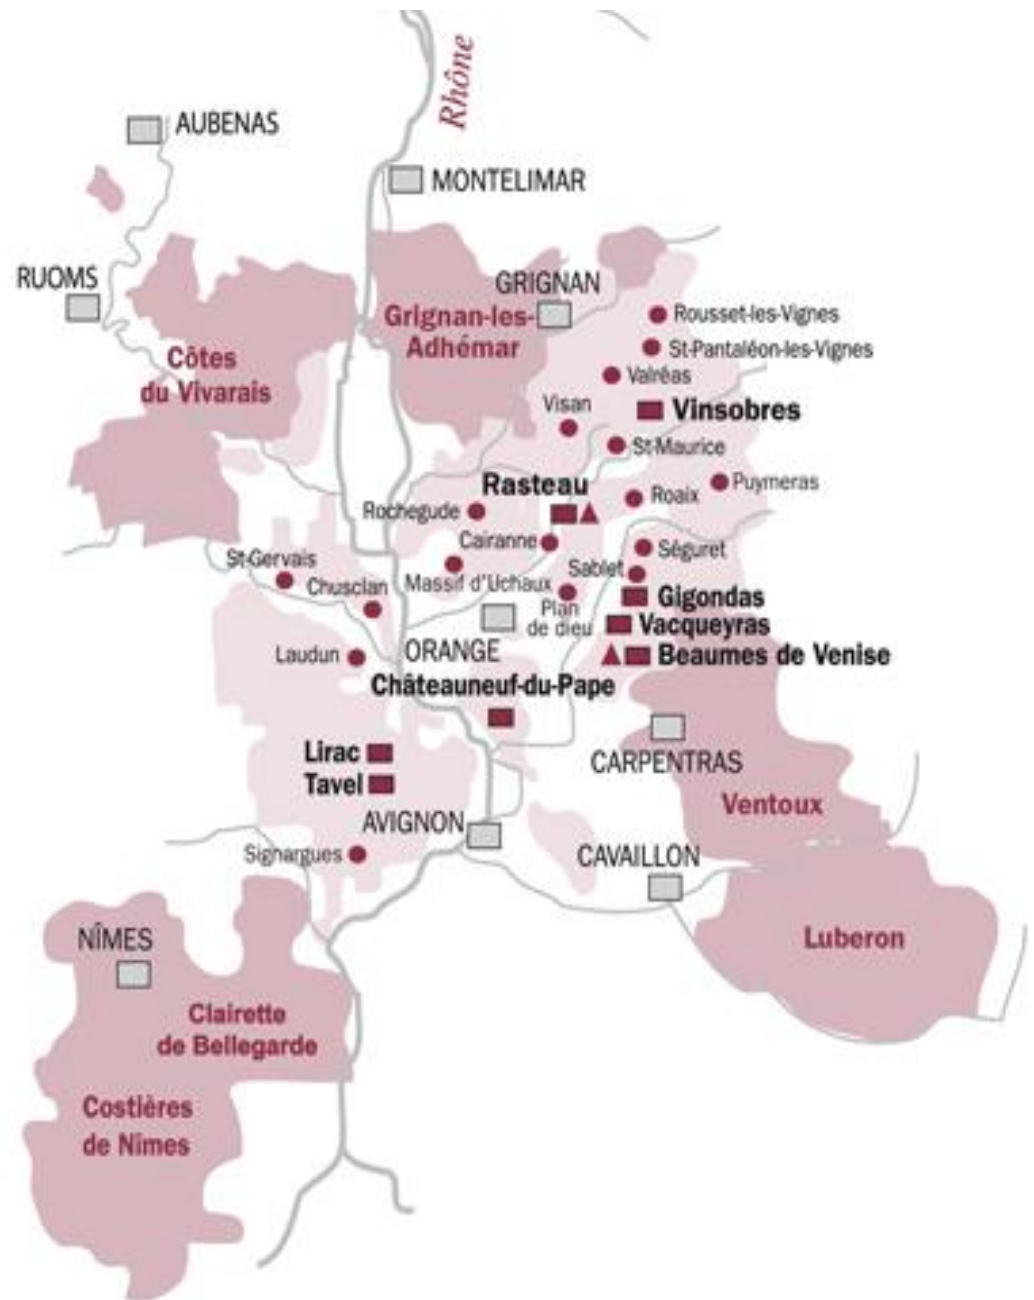 Rhône
AUBENAS
MONTELIMAR
RUOMS
GRIGNAN
Grignan-les-
Adhémar
Rousset-les-Vignes
St-Pantaléon-les-Vignes
Côtes
du Vivarais
Valréas
Visan
Vinsobres
St-Maurice
Rasteau
Puymeras
Roaix
Rochegude
Cairanne
Séguret
St-Gervais
Sablet
Chusclan
Massif d'Uchaux
Gigondas
Plan
de dieu
Vacqueyras
Laudun
ORANGE
Beaumes de Venise
Châteauneuf-du-Pape
Lirac
CARPENTRAS
Tavel
Ventoux
AVIGNON
Signargues
CAVAILLON
NÎMES
Luberon
Clairette
de Bellegarde
Costières
de Nîmes